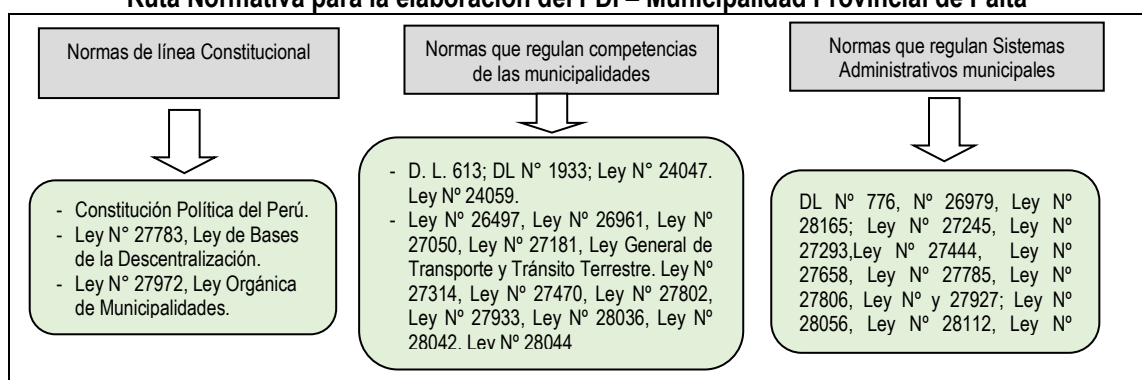 Ruta Normativa para la elaboración del PDI – Municipalidad Provincial de Paita
Normas de línea Constitucional
Normas que regulan competencias
de las municipalidades
Normas que regulan Sistemas
Administrativos municipales
- Constitución Política del Perú.
- Ley N° 27783, Ley de Bases
de la Descentralización.
- Ley N° 27972, Ley Orgánica
de Municipalidades.
- D. L. 613; DL N° 1933; Ley N° 24047.
Ley Nº 24059.
- Ley Nº 26497, Ley Nº 26961, Ley Nº
27050, Ley Nº 27181, Ley General de
Transporte y Tránsito Terrestre. Ley Nº
27314, Ley Nº 27470, Ley Nº 27802,
Ley Nº 27933, Ley Nº 28036, Ley Nº
28042. Ley Nº 28044
DL Nº 776, Nº 26979, Ley Nº
28165; Ley Nº 27245, Ley Nº
27293,Ley Nº 27444, Ley Nº
27658, Ley Nº 27785, Ley Nº
27806, Ley Nº y 27927; Ley Nº
28056, Ley Nº 28112, Ley Nº